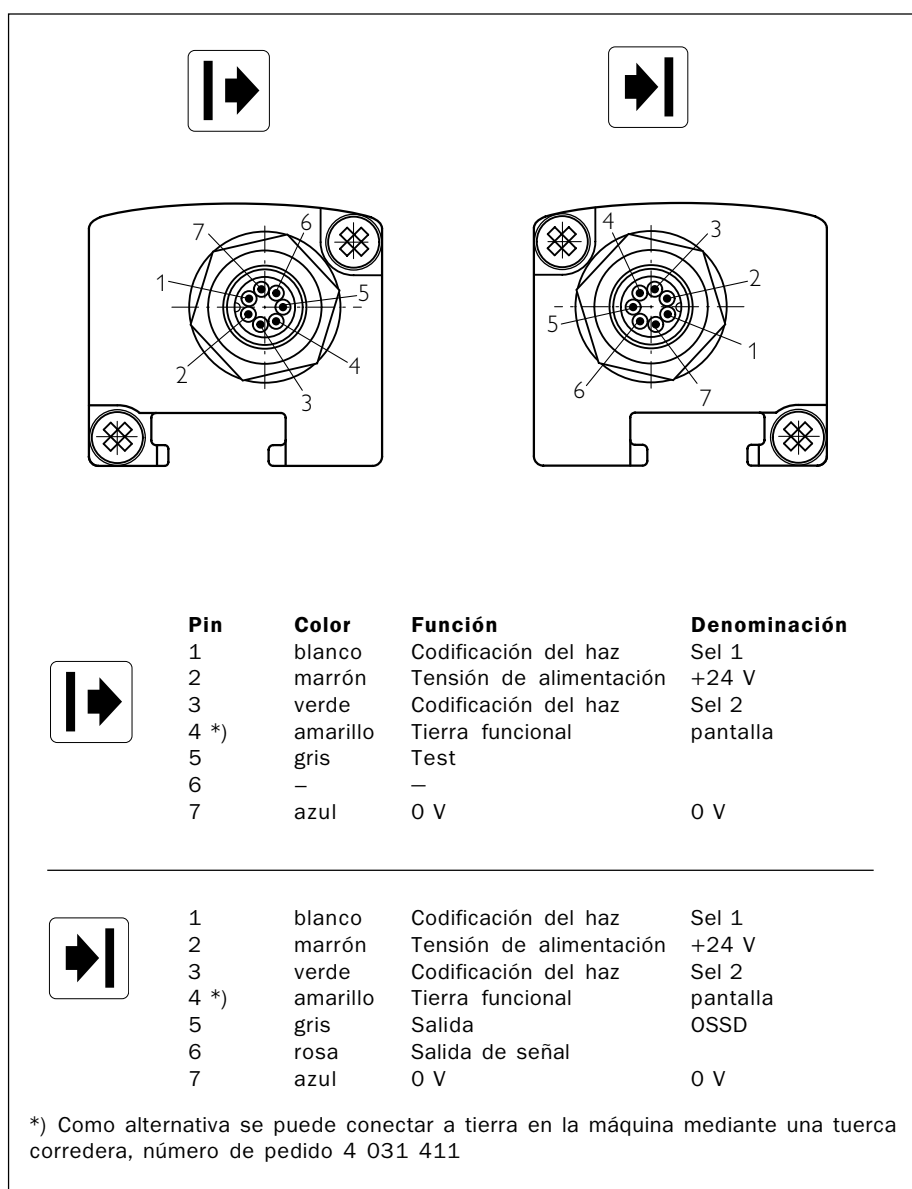 7 6
1 5
2 4
3
4 3
2
5
1
6 7
Pin Color Función Denominación
1 blanco Codificación del haz Sel 1
2 marrón Tensión de alimentación +24 V
3 verde Codificación del haz Sel 2
4 *) amarillo Tierra funcional pantalla
5 gris Test
6 – —
7 azul 0 V 0 V
1 blanco Codificación del haz Sel 1
2 marrón Tensión de alimentación +24 V
3 verde Codificación del haz Sel 2
4 *) amarillo Tierra funcional pantalla
5 gris Salida OSSD
6 rosa Salida de señal
7 azul 0 V 0 V
*) Como alternativa se puede conectar a tierra en la máquina mediante una tuerca
corredera, número de pedido 4 031 411